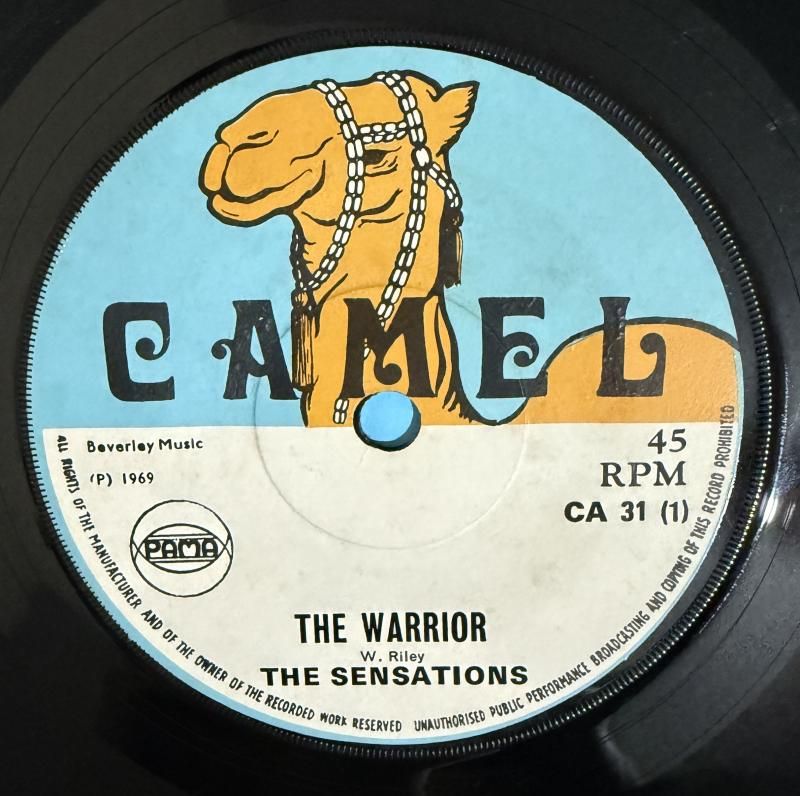 CAMEL
Beverley Music
(P) 1969
PAMA
45
RPM
CA 31 (1)
THE WARRIOR
W. Riley
THE SENSATIONS
ALL RIGHTS OF THE MANUFACTURER AND OF THE OWNER OF THE RECORDED WORK RESERVED UNAUTHORISED PUBLIC PERFORMANCE BROADCASTING AND COPYING OF THIS RECORD PROHIBITED